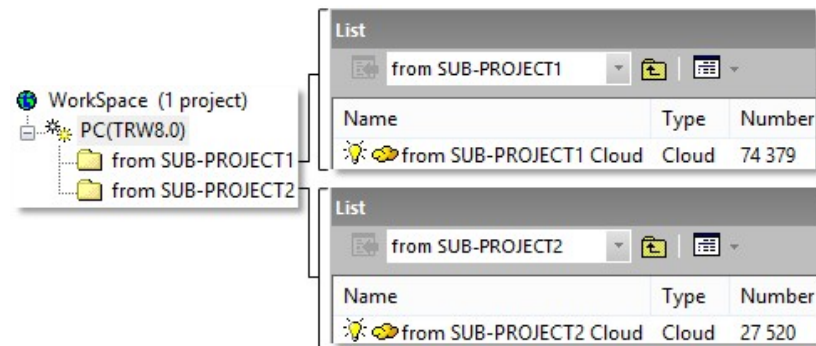 WorkSpace (1 project)
PC(TRW8.0)
from SUB-PROJECT1
from SUB-PROJECT2
List
from SUB-PROJECT1
Name Type Number
from SUB-PROJECT1 Cloud Cloud 74 379
List
from SUB-PROJECT2
Name Type Number
from SUB-PROJECT2 Cloud Cloud 27 520